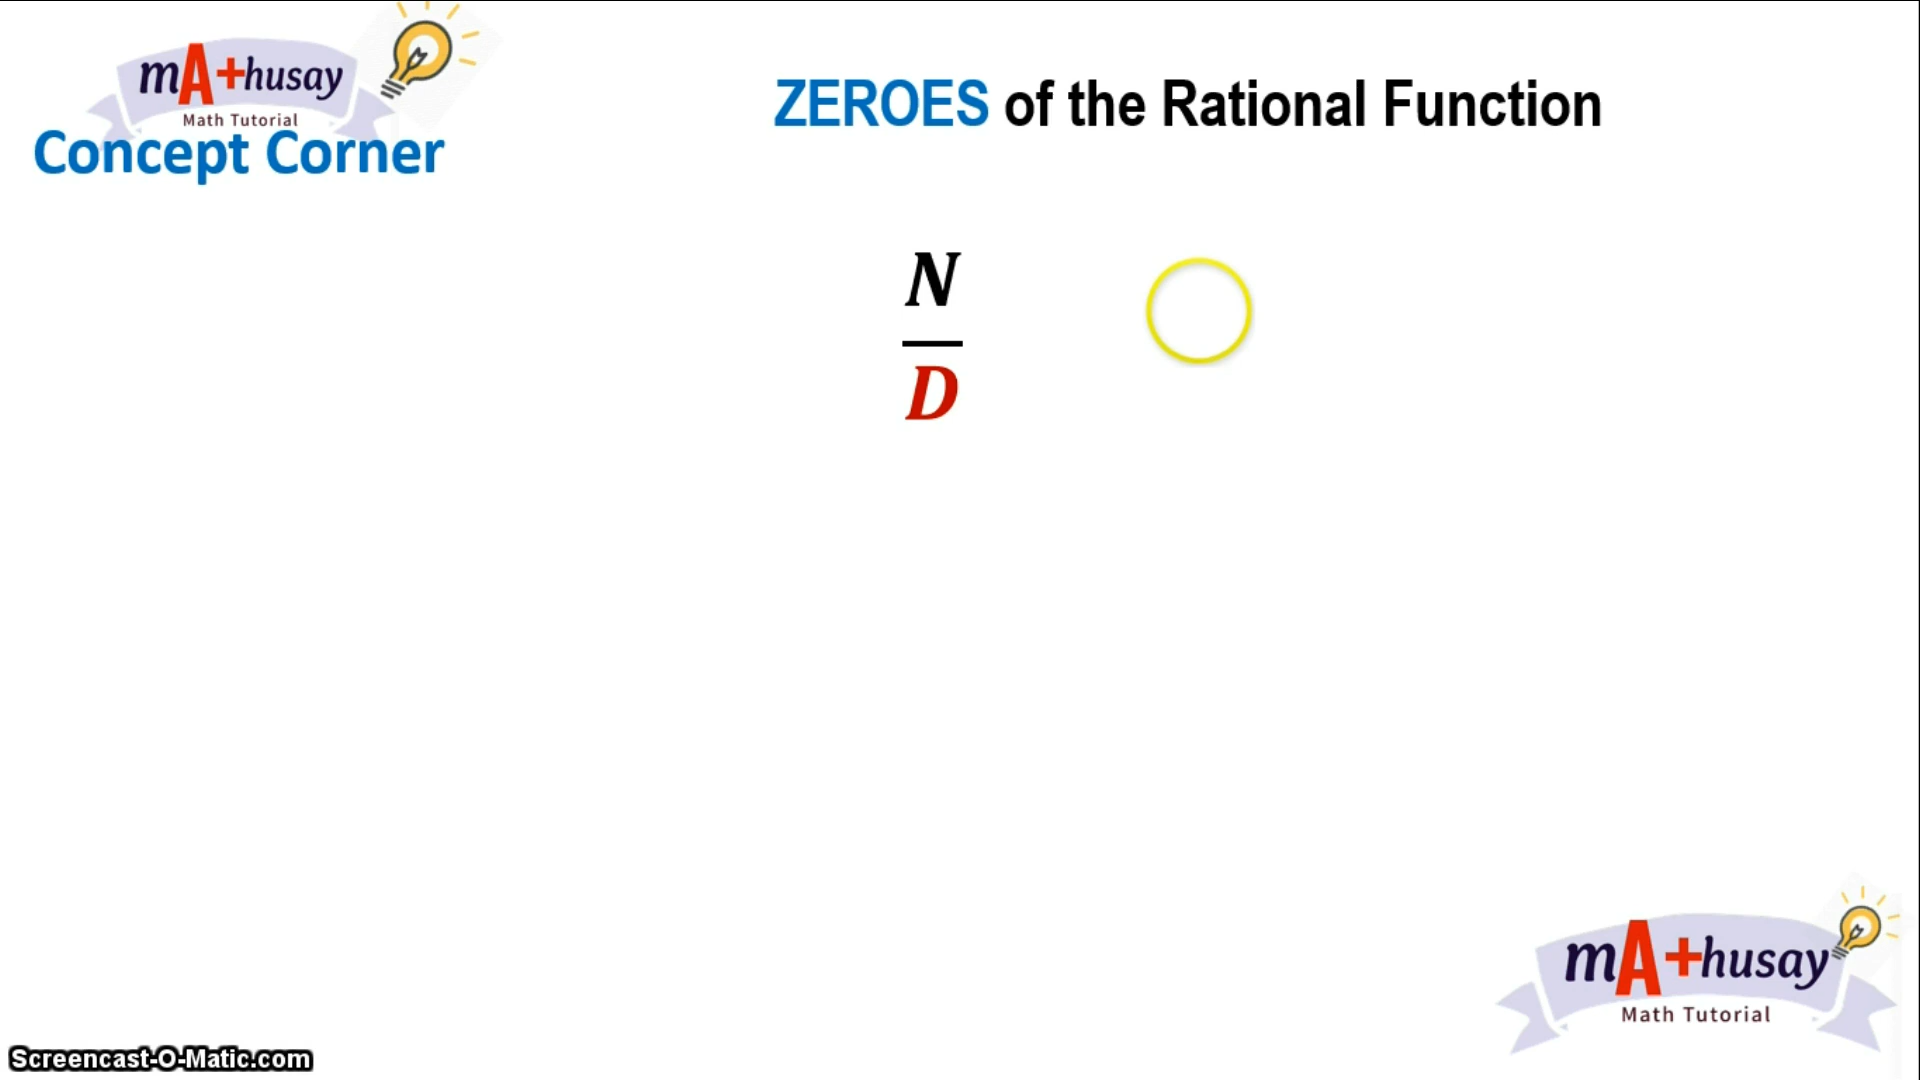 mA+husay
Math Tutorial
Concept Corner
ZEROES of the Rational Function
N
D
mA+husay
Math Tutorial
Screencast-O-Matic.com